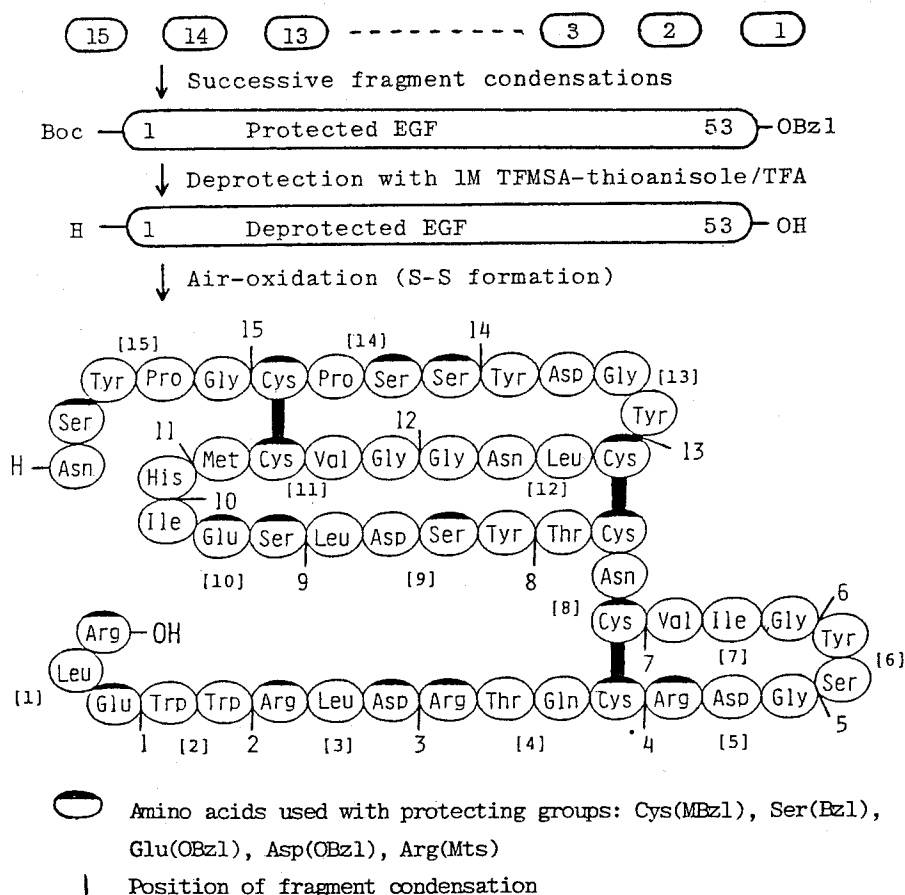 15 14 13 3 2 1
Successive fragment condensations
Boc 1 Protected EGF 53 OBzl
Deprotection with 1M TFMSA-thioanisole/TFA
H 1 Deprotected EGF 53 OH
Air-oxidation (S-S formation)
[15] 15 [14] 14
Tyr Pro Gly Cys Pro Ser Ser Tyr Asp Gly [13]
Ser Tyr
11 12 13
H Asn Met Cys Val Gly Gly Asn Leu Cys
His [11] [12]
10
Ile Glu Ser Leu Asp Ser Tyr Thr Cys
[10] 9 [9] 8
Asn
[8] 6
Arg OH Cys Val Ile Gly Tyr
7 [7] [6]
Leu Ser
[1] Glu Trp Trp Arg Leu Asp Arg Thr Gln Cys Arg Asp Gly
1 [2] 2 [3] 3 [4] 4 [5] 5
Amino acids used with protecting groups: Cys(MBzl), Ser(Bzl),
Glu(OBzl), Asp(OBzl), Arg(Mts)
Position of fragment condensation